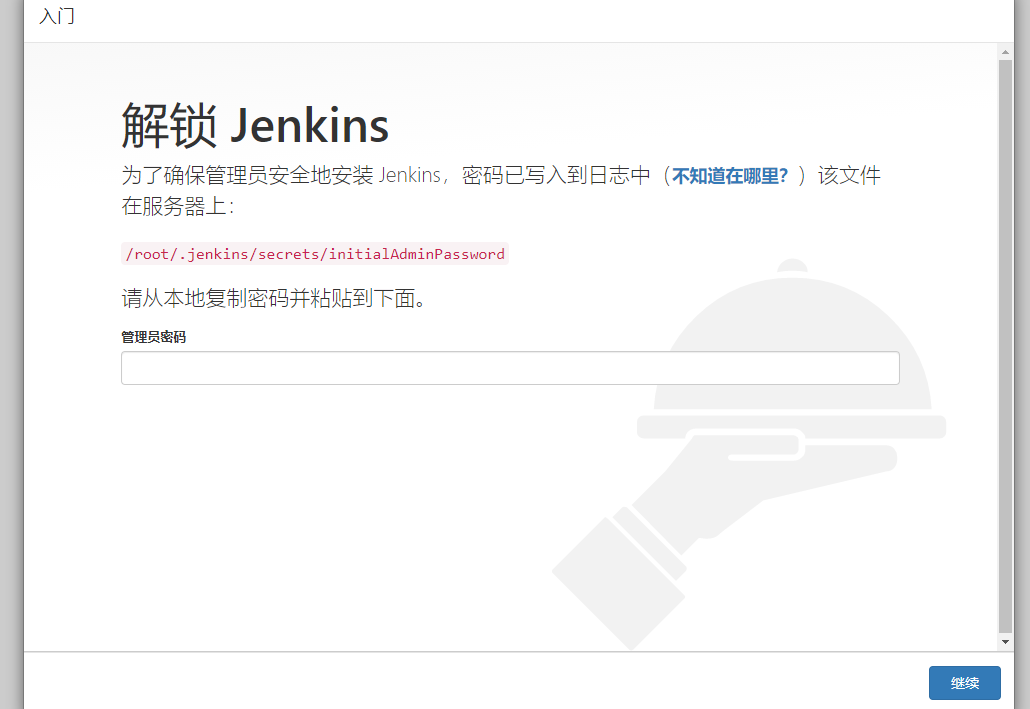 入门
解锁 Jenkins
为了确保管理员安全地安装 Jenkins，密码已写入到日志中（不知道在哪里？）该文件
在服务器上：
/root/.jenkins/secrets/initialAdminPassword
请从本地复制密码并粘贴到下面。
管理员密码
继续